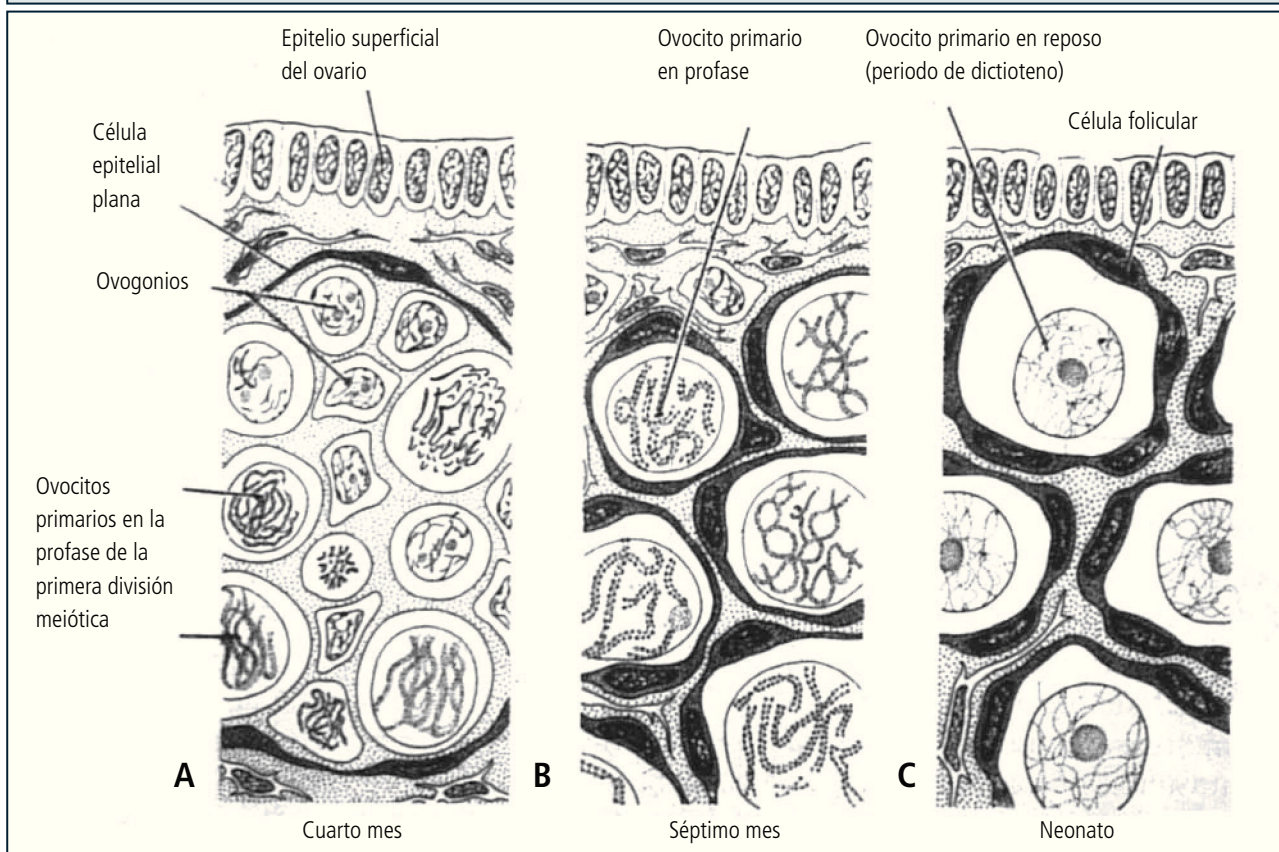 Epitelio superficial
del ovario
Ovocito primario
en profase
Ovocito primario en reposo
(periodo de dictioteno)
Célula folicular
Célula
epitelial
plana
Ovogonios
Ovocitos
primarios en la
profase de la
primera división
meiótica
A
B
C
Cuarto mes
Séptimo mes
Neonato